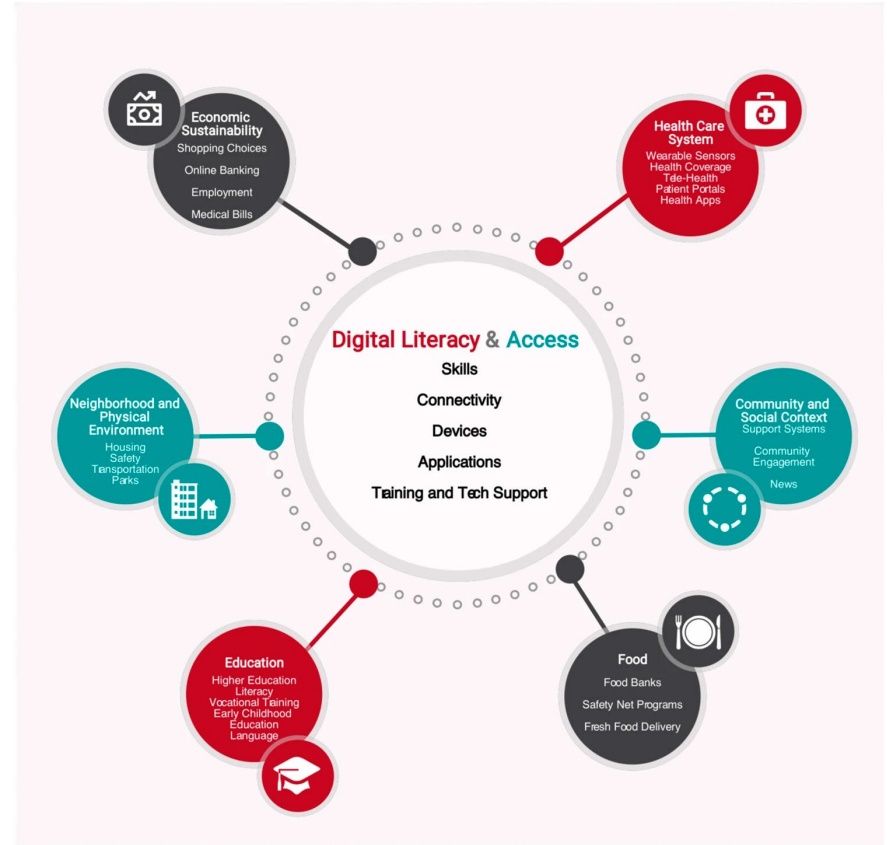 Economic
Sustainability
Shopping Choices
Online Banking
Employment
Medical Bills
Health Care
System
Wearable Sensors
Health Coverage
Tele-Health
Patient Portals
Health Apps
Digital Literacy & Access
Skills
Connectivity
Devices
Applications
Training and Tech Support
Neighborhood and
Physical
Environment
Housing
Safety
Transportation
Parks
Community and
Social Context
Support Systems
Community
Engagement
News
Education
Higher Education
Literacy
Vocational Training
Early Childhood
Education
Language
Food
Food Banks
Safety Net Programs
Fresh Food Delivery